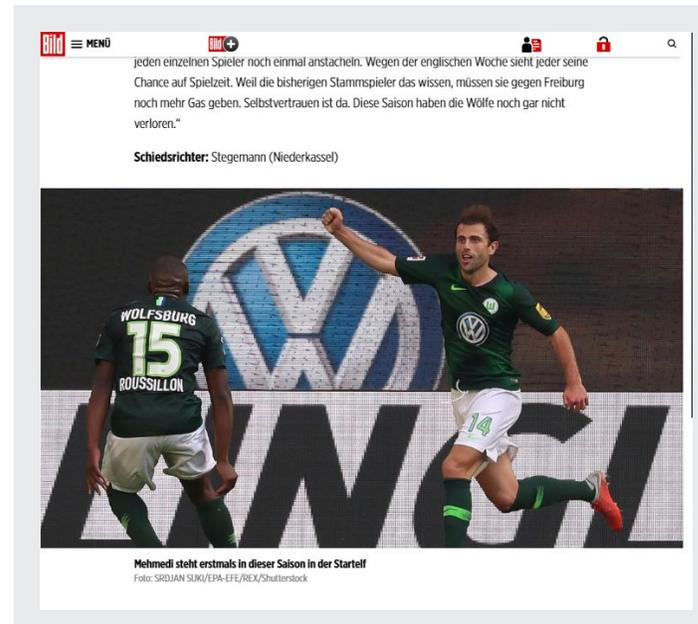 Bild
MENÜ
Bild +
jeden einzelnen Spieler noch einmal anstacheln. Wegen der englischen Woche sieht jeder seine
Chance auf Spielzeit. Weil die bisherigen Stammspieler das wissen, müssen sie gegen Freiburg
noch mehr Gas geben. Selbstvertrauen ist da. Diese Saison haben die Wölfe noch gar nicht
verloren.“
Schiedsrichter: Stegemann (Niederkassel)
WOLFSBURG
15
ROUSSILLON
VW
W
VW
14
NGI
Mehmedi steht erstmals in dieser Saison in der Startelf
Foto: SRDJAN SUKI/EPA-EFE/REX/Shutterstock